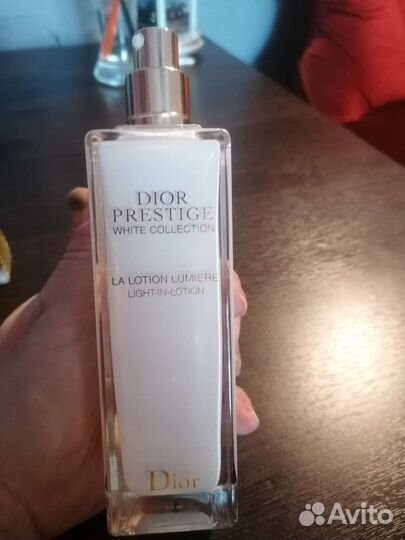 DIOR
PRESTIGE
WHITE COLLECTION
LA LOTION LUMIERE
LIGHT-IN-LOTION
Dior
Avito